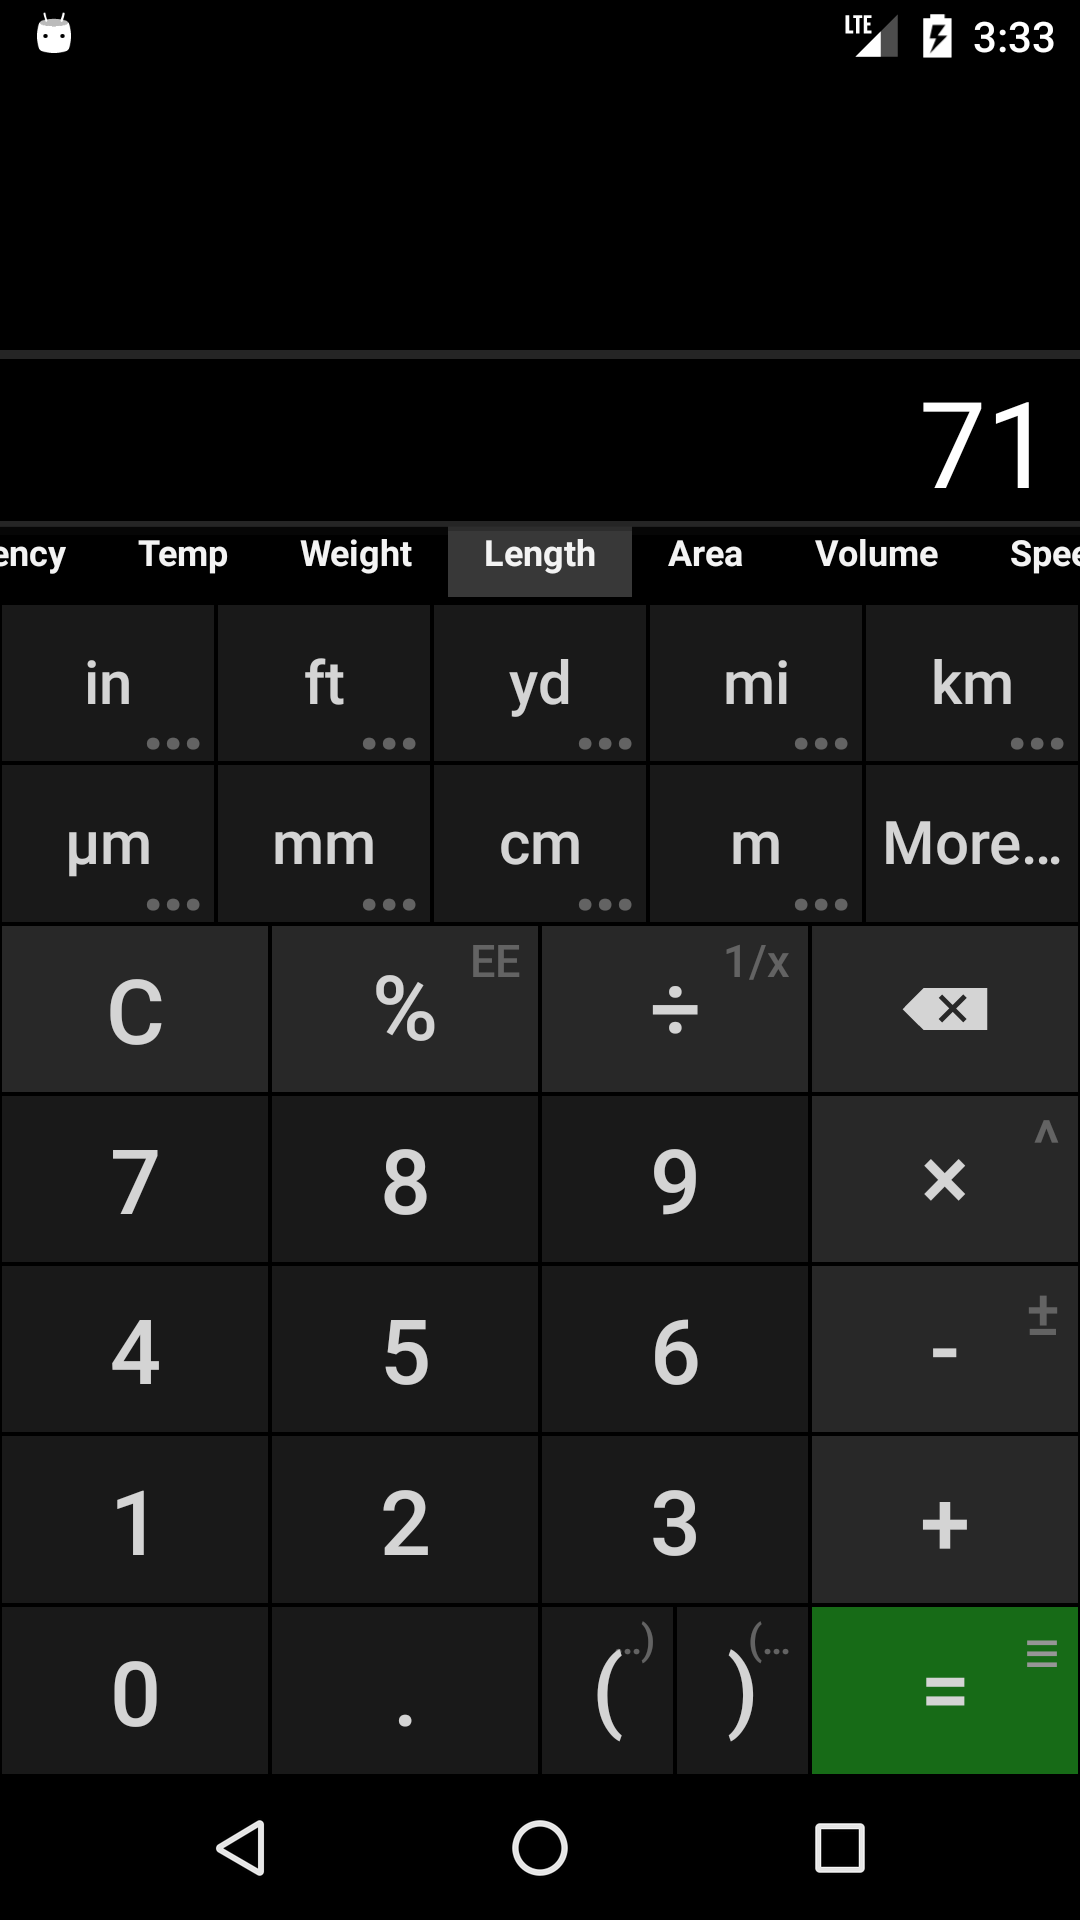 LTE 3:33
71
ency Temp Weight Length Area Volume Spee
in ft yd mi km
µm mm cm m More...
C % EE ÷ 1/x
7 8 9 × ^
4 5 6 - ±
1 2 3 +
0 . ( ..) ) (... =